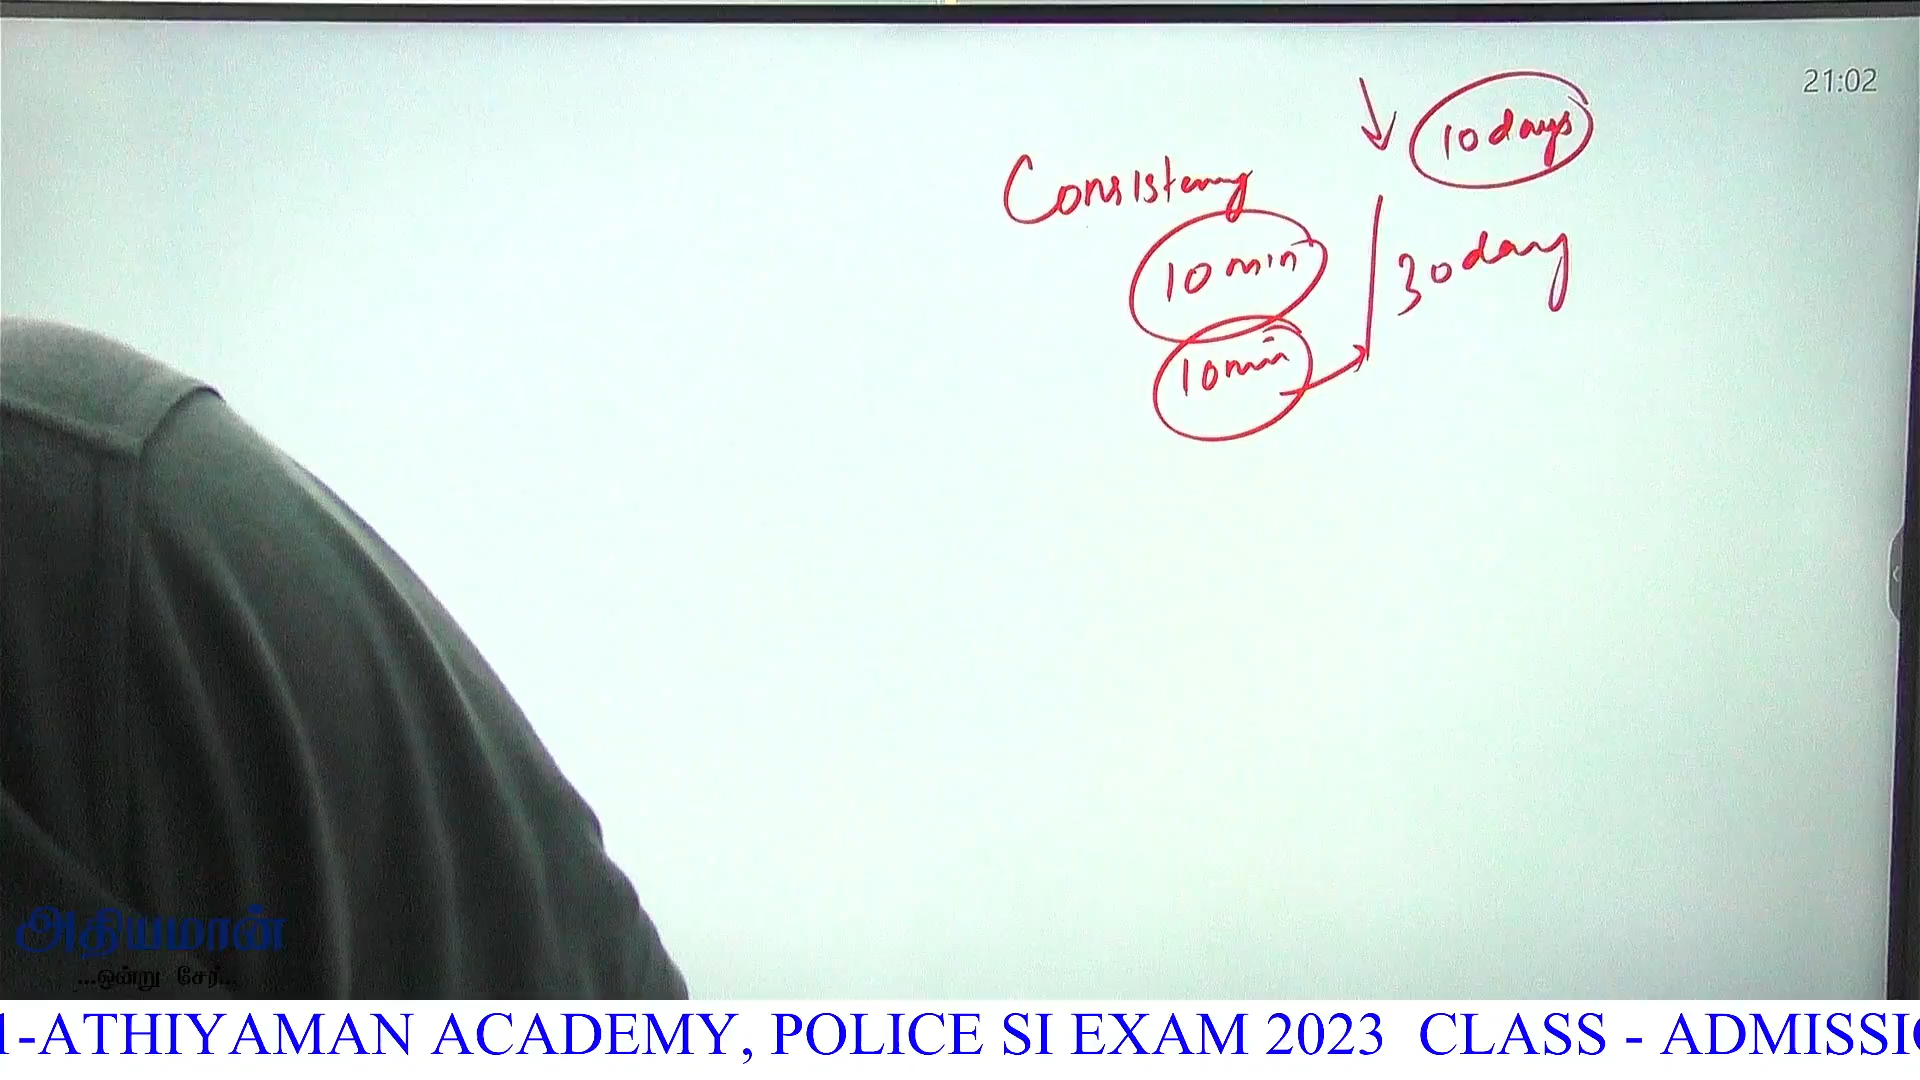 21:02
10 days
Consistency
10 min
30 day
10 min
அதியமான்
...ஒன்று சேர்...
1-ATHIYAMAN ACADEMY, POLICE SI EXAM 2023 CLASS - ADMISSIO